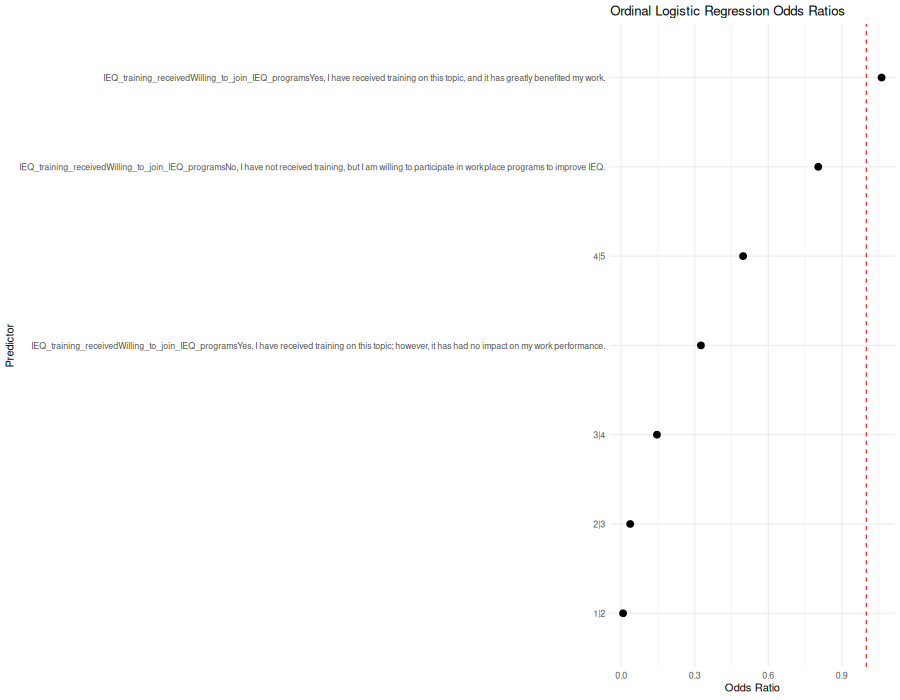 Ordinal Logistic Regression Odds Ratios
IEQ_training_receivedWilling_to_join_IEQ_programsYes, I have received training on this topic, and it has greatly benefited my work.
IEQ_training_receivedWilling_to_join_IEQ_programsNo, I have not received training, but I am willing to participate in workplace programs to improve IEQ.
4|5
Predictor
IEQ_training_receivedWilling_to_join_IEQ_programsYes, I have received training on this topic; however, it has had no impact on my work performance.
3|4
2|3
1|2
0.0 0.3 0.6 0.9
Odds Ratio